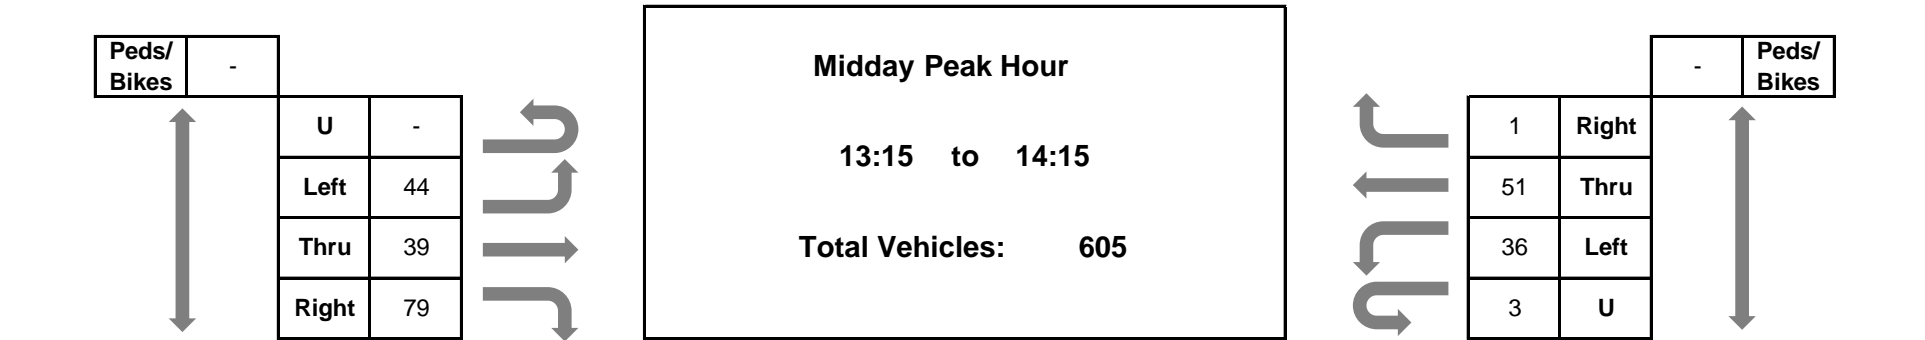 Peds/
Bikes
-
U -
Left 44
Thru 39
Right 79
Midday Peak Hour
13:15 to 14:15
Total Vehicles: 605
-
Peds/
Bikes
1 Right
51 Thru
36 Left
3 U